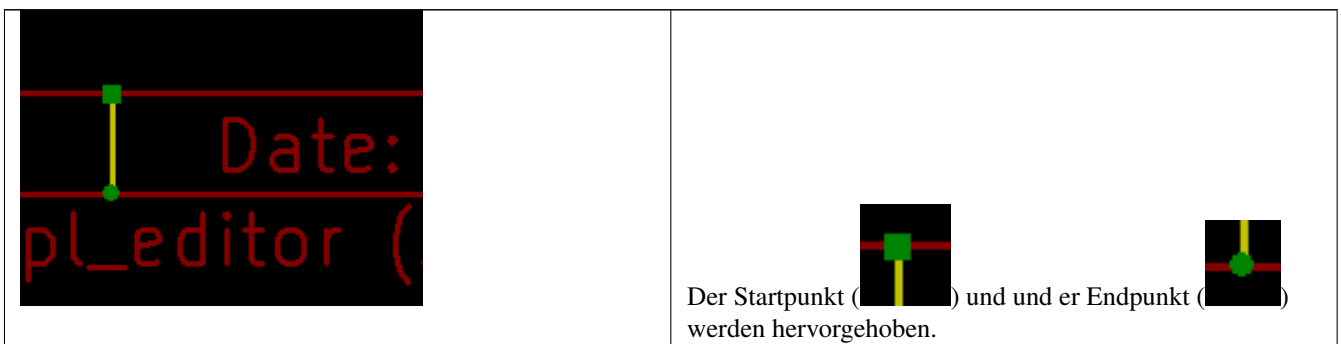 Date:
pl_editor (
Der Startpunkt ( ) und und er Endpunkt ( )
werden hervorgehoben.